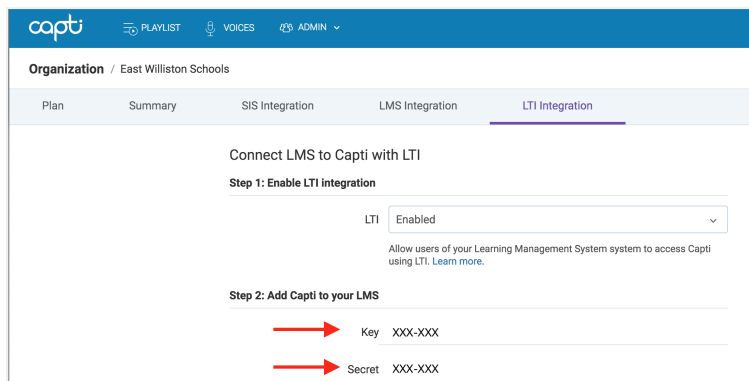 capti PLAYLIST VOICES ADMIN
Organization / East Williston Schools
Plan Summary SIS Integration LMS Integration LTI Integration
Connect LMS to Capti with LTI
Step 1: Enable LTI integration
LTI Enabled
Allow users of your Learning Management System system to access Capti
using LTI. Learn more.
Step 2: Add Capti to your LMS
Key XXX-XXX
Secret XXX-XXX